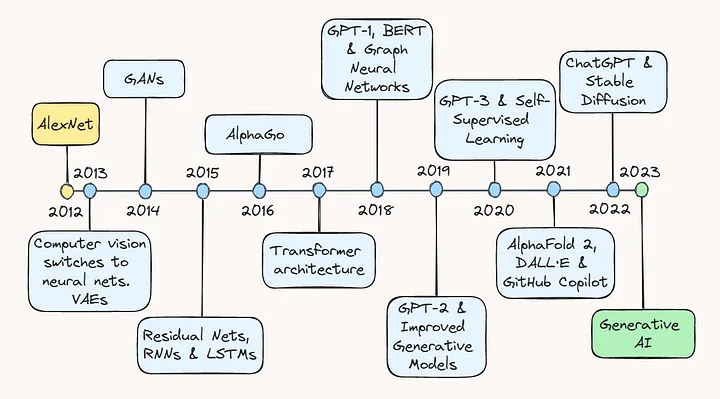 GPT-1, BERT
& Graph
Neural
Networks
ChatGPT &
Stable
Diffusion
GANs
GPT-3 & Self-
Supervised
Learning
AlexNet
AlphaGo
2013
2015
2017
2019
2021
2023
2012
2014
2016
2018
2020
2022
Computer vision
switches to
neural nets.
VAEs
Transformer
architecture
AlphaFold 2,
DALL·E &
GitHub Copilot
Residual Nets,
RNNs & LSTMs
GPT-2 &
Improved
Generative
Models
Generative
AI